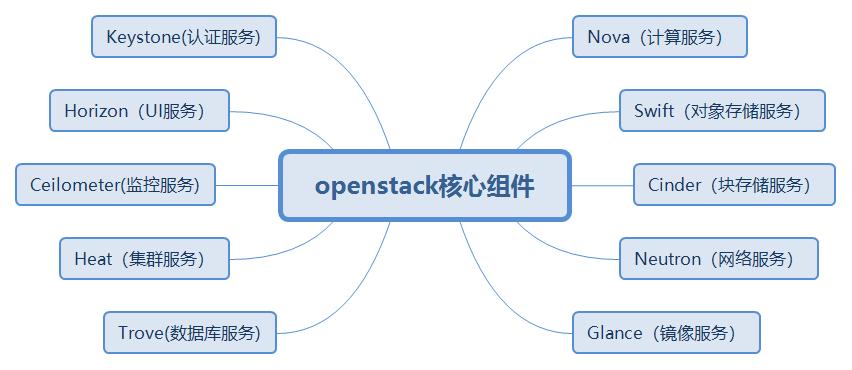 Keystone(认证服务)
Nova（计算服务）
Horizon（UI服务）
Swift（对象存储服务）
Ceilometer(监控服务)
openstack核心组件
Cinder（块存储服务）
Heat（集群服务）
Neutron（网络服务）
Trove(数据库服务)
Glance（镜像服务）